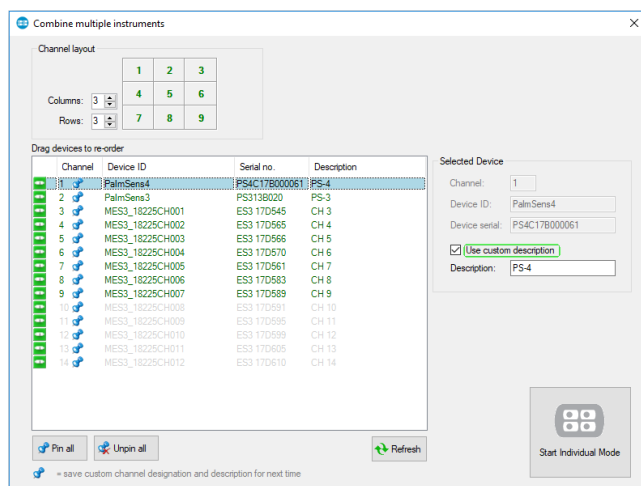 Combine multiple instruments
Channel layout
1 2 3
4 5 6
7 8 9
Columns: 3
Rows: 3
Drag devices to re-order
Channel Device ID Serial no. Description
1 PalmSens4 PS4C17B000061 PS-4
2 PalmSens3 PS313B020 PS-3
3 MES3_18225CH001 ES3 17D545 CH 3
4 MES3_18225CH002 ES3 17D565 CH 4
5 MES3_18225CH003 ES3 17D566 CH 5
6 MES3_18225CH004 ES3 17D570 CH 6
7 MES3_18225CH005 ES3 17D561 CH 7
8 MES3_18225CH006 ES3 17D583 CH 8
9 MES3_18225CH007 ES3 17D589 CH 9
10 MES3_18225CH008 ES3 17D591 CH 10
11 MES3_18225CH009 ES3 17D595 CH 11
12 MES3_18225CH010 ES3 17D599 CH 12
13 MES3_18225CH011 ES3 17D605 CH 13
14 MES3_18225CH012 ES3 17D610 CH 14
Selected Device
Channel: 1
Device ID: PalmSens4
Device serial: PS4C17B000061
Use custom description
Description: PS-4
Pin all
Unpin all
Refresh
Start Individual Mode
= save custom channel designation and description for next time